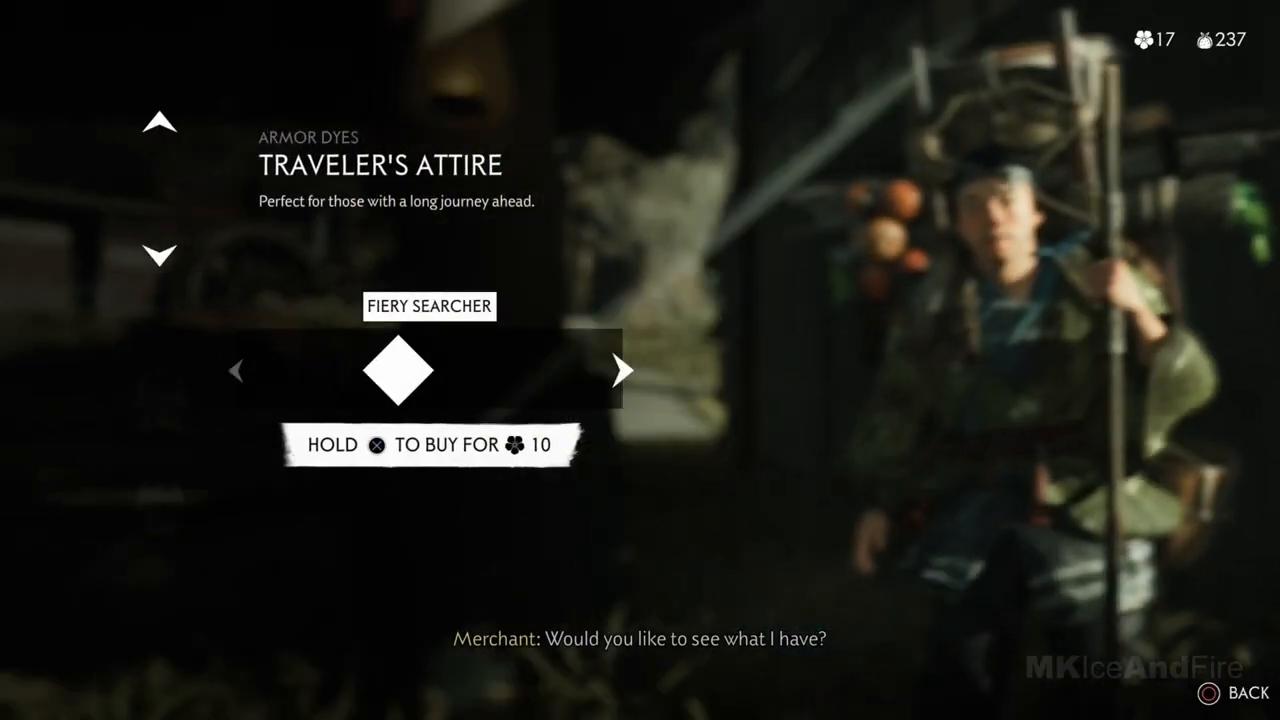 17 237
ARMOR DYES
TRAVELER'S ATTIRE
Perfect for those with a long journey ahead.
FIERY SEARCHER
HOLD TO BUY FOR 10
Merchant: Would you like to see what I have?
MKIceAndFire
BACK